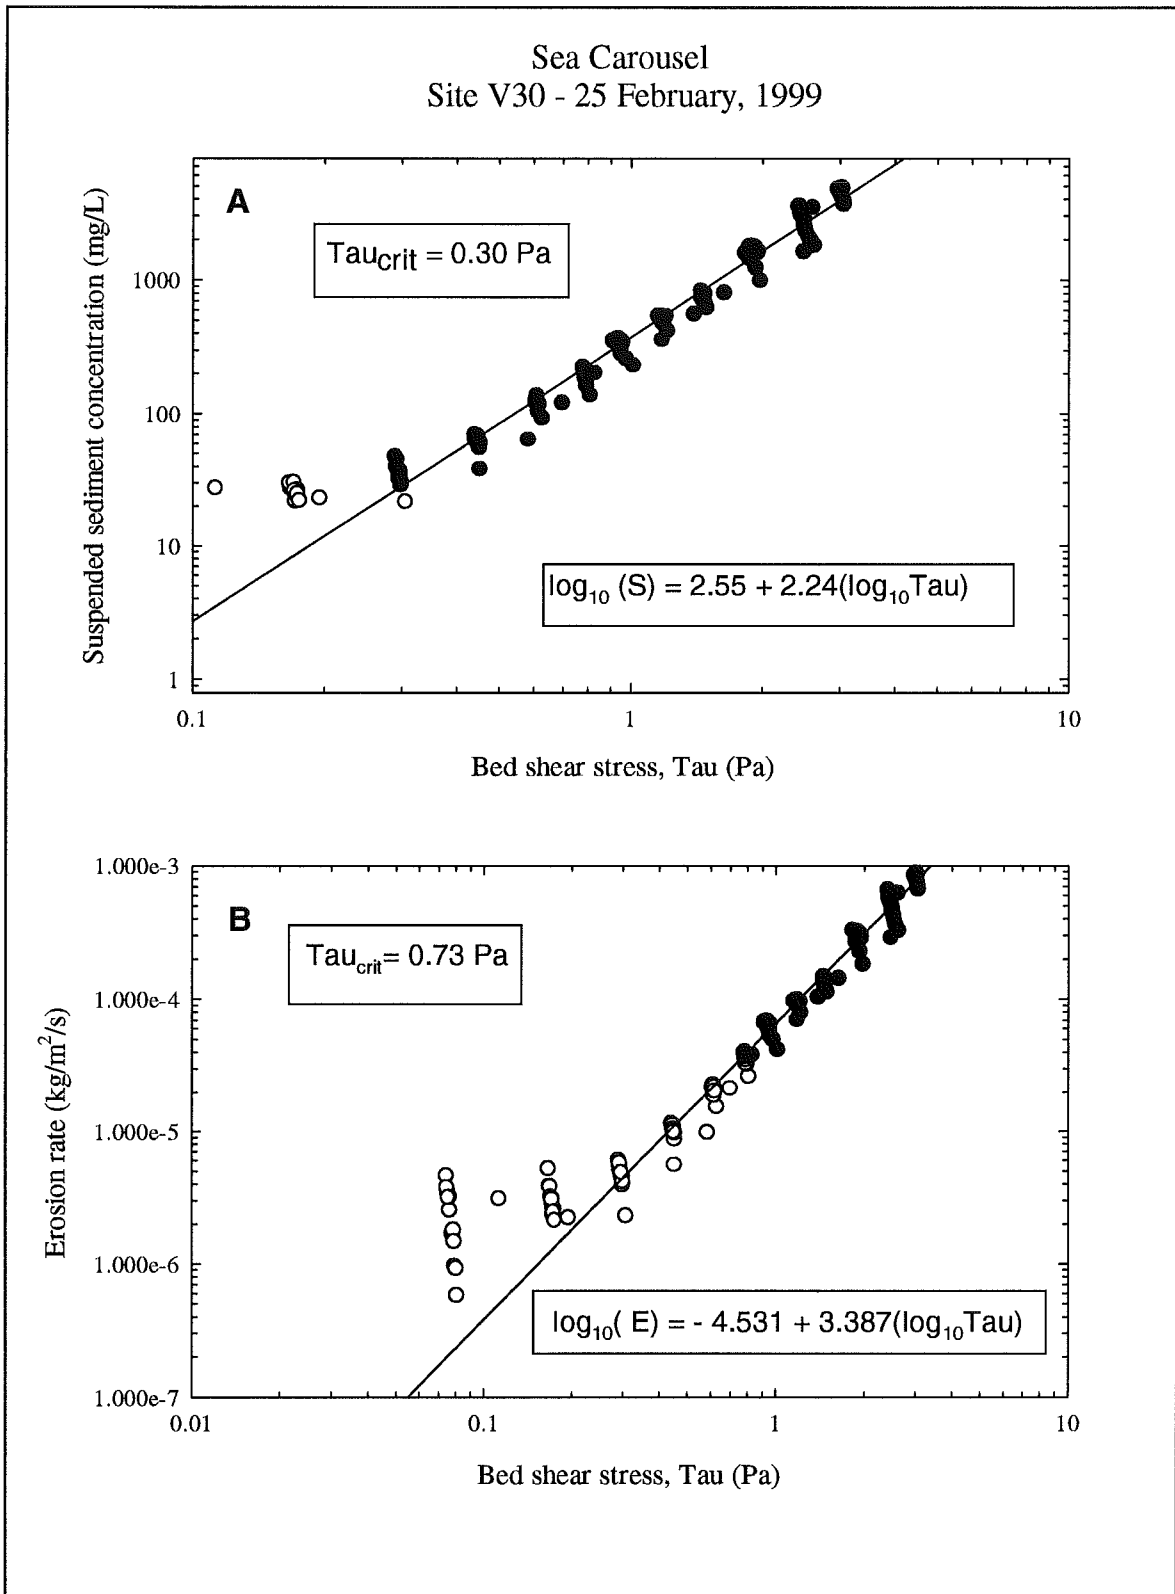 Sea Carousel
Site V30 - 25 February, 1999
A
Tau_crit = 0.30 Pa
Suspended sediment concentration (mg/L)
1000
100
10
1
log₁₀ (S) = 2.55 + 2.24(log₁₀Tau)
0.1 1 10
Bed shear stress, Tau (Pa)
1.000e-3
B
Tau_crit= 0.73 Pa
Erosion rate (kg/m²/s)
1.000e-4
1.000e-5
1.000e-6
log₁₀( E) = - 4.531 + 3.387(log₁₀Tau)
1.000e-7
0.01 0.1 1 10
Bed shear stress, Tau (Pa)